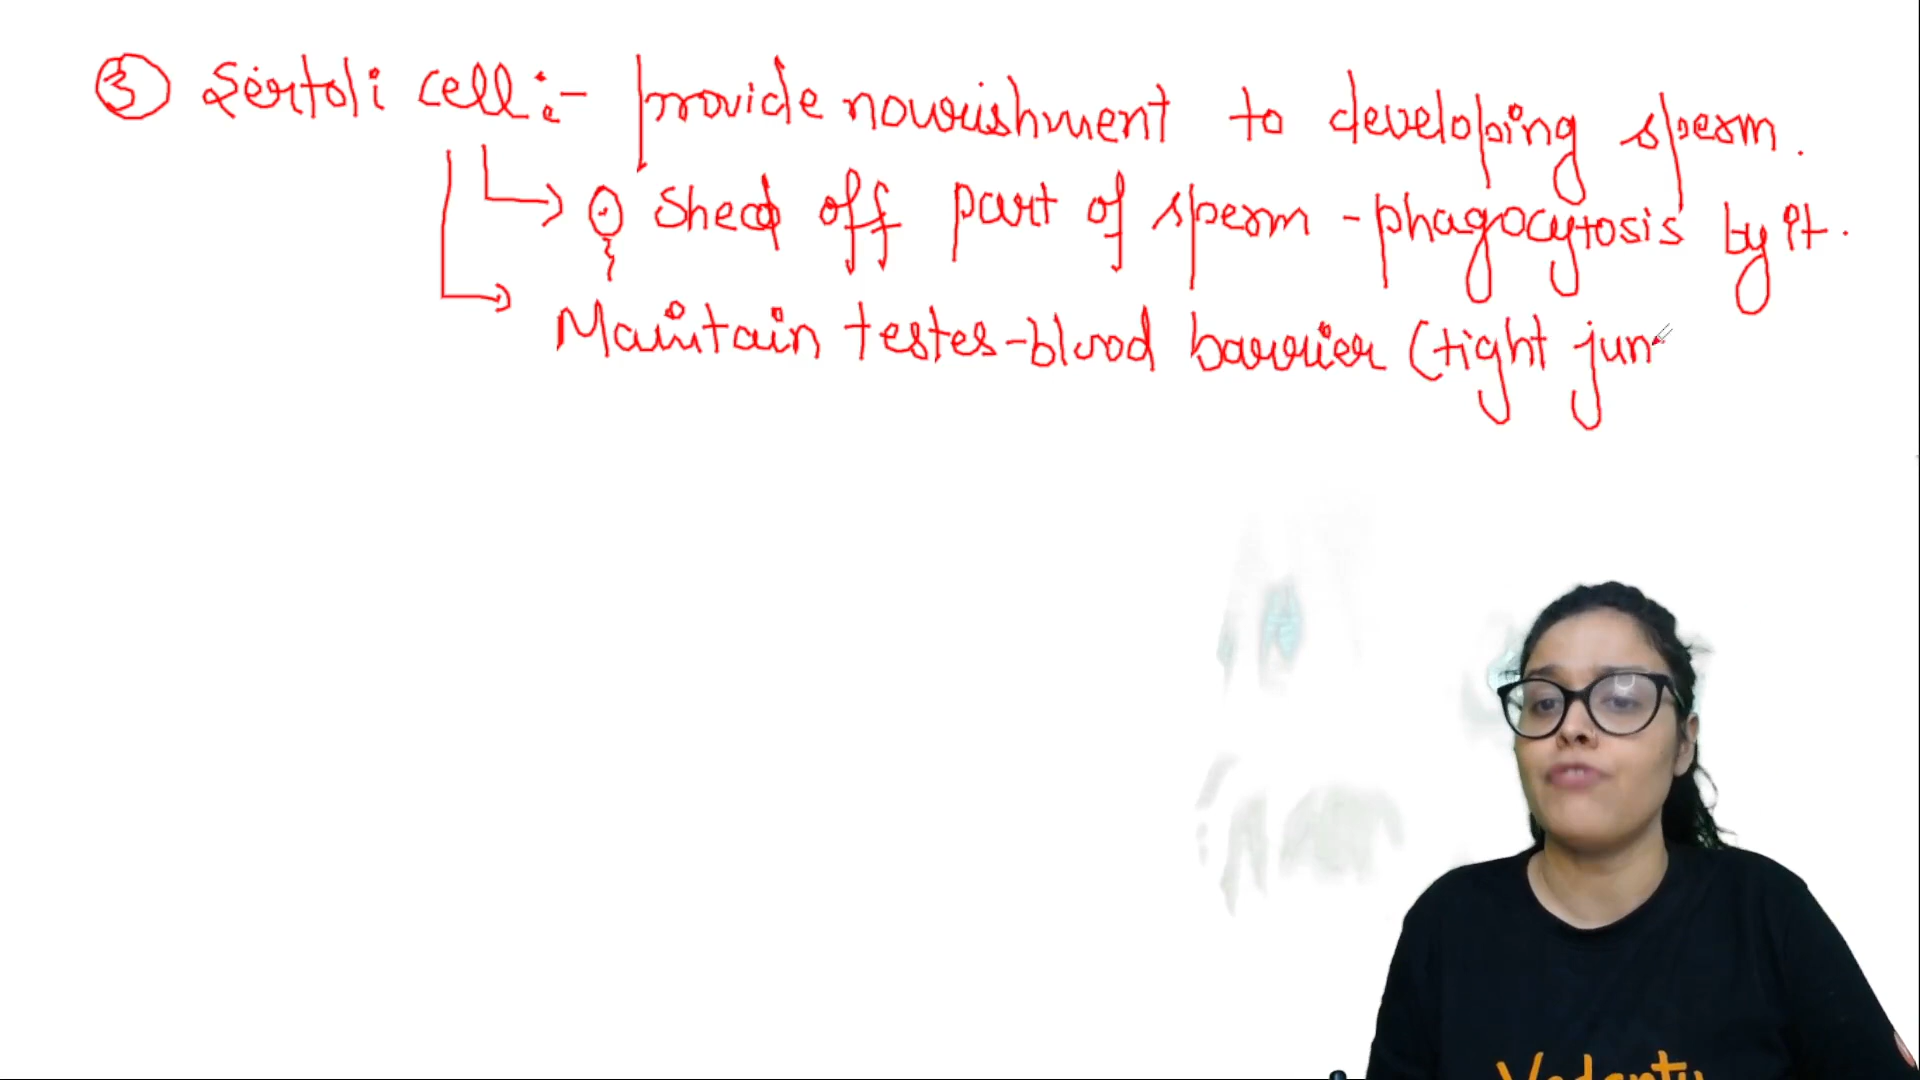 ③ Sertoli cell :- provide nourishment to developing sperm.
shed off part of sperm - phagocytosis by it.
Maintain testes-blood barrier (tight jun
Vedantu